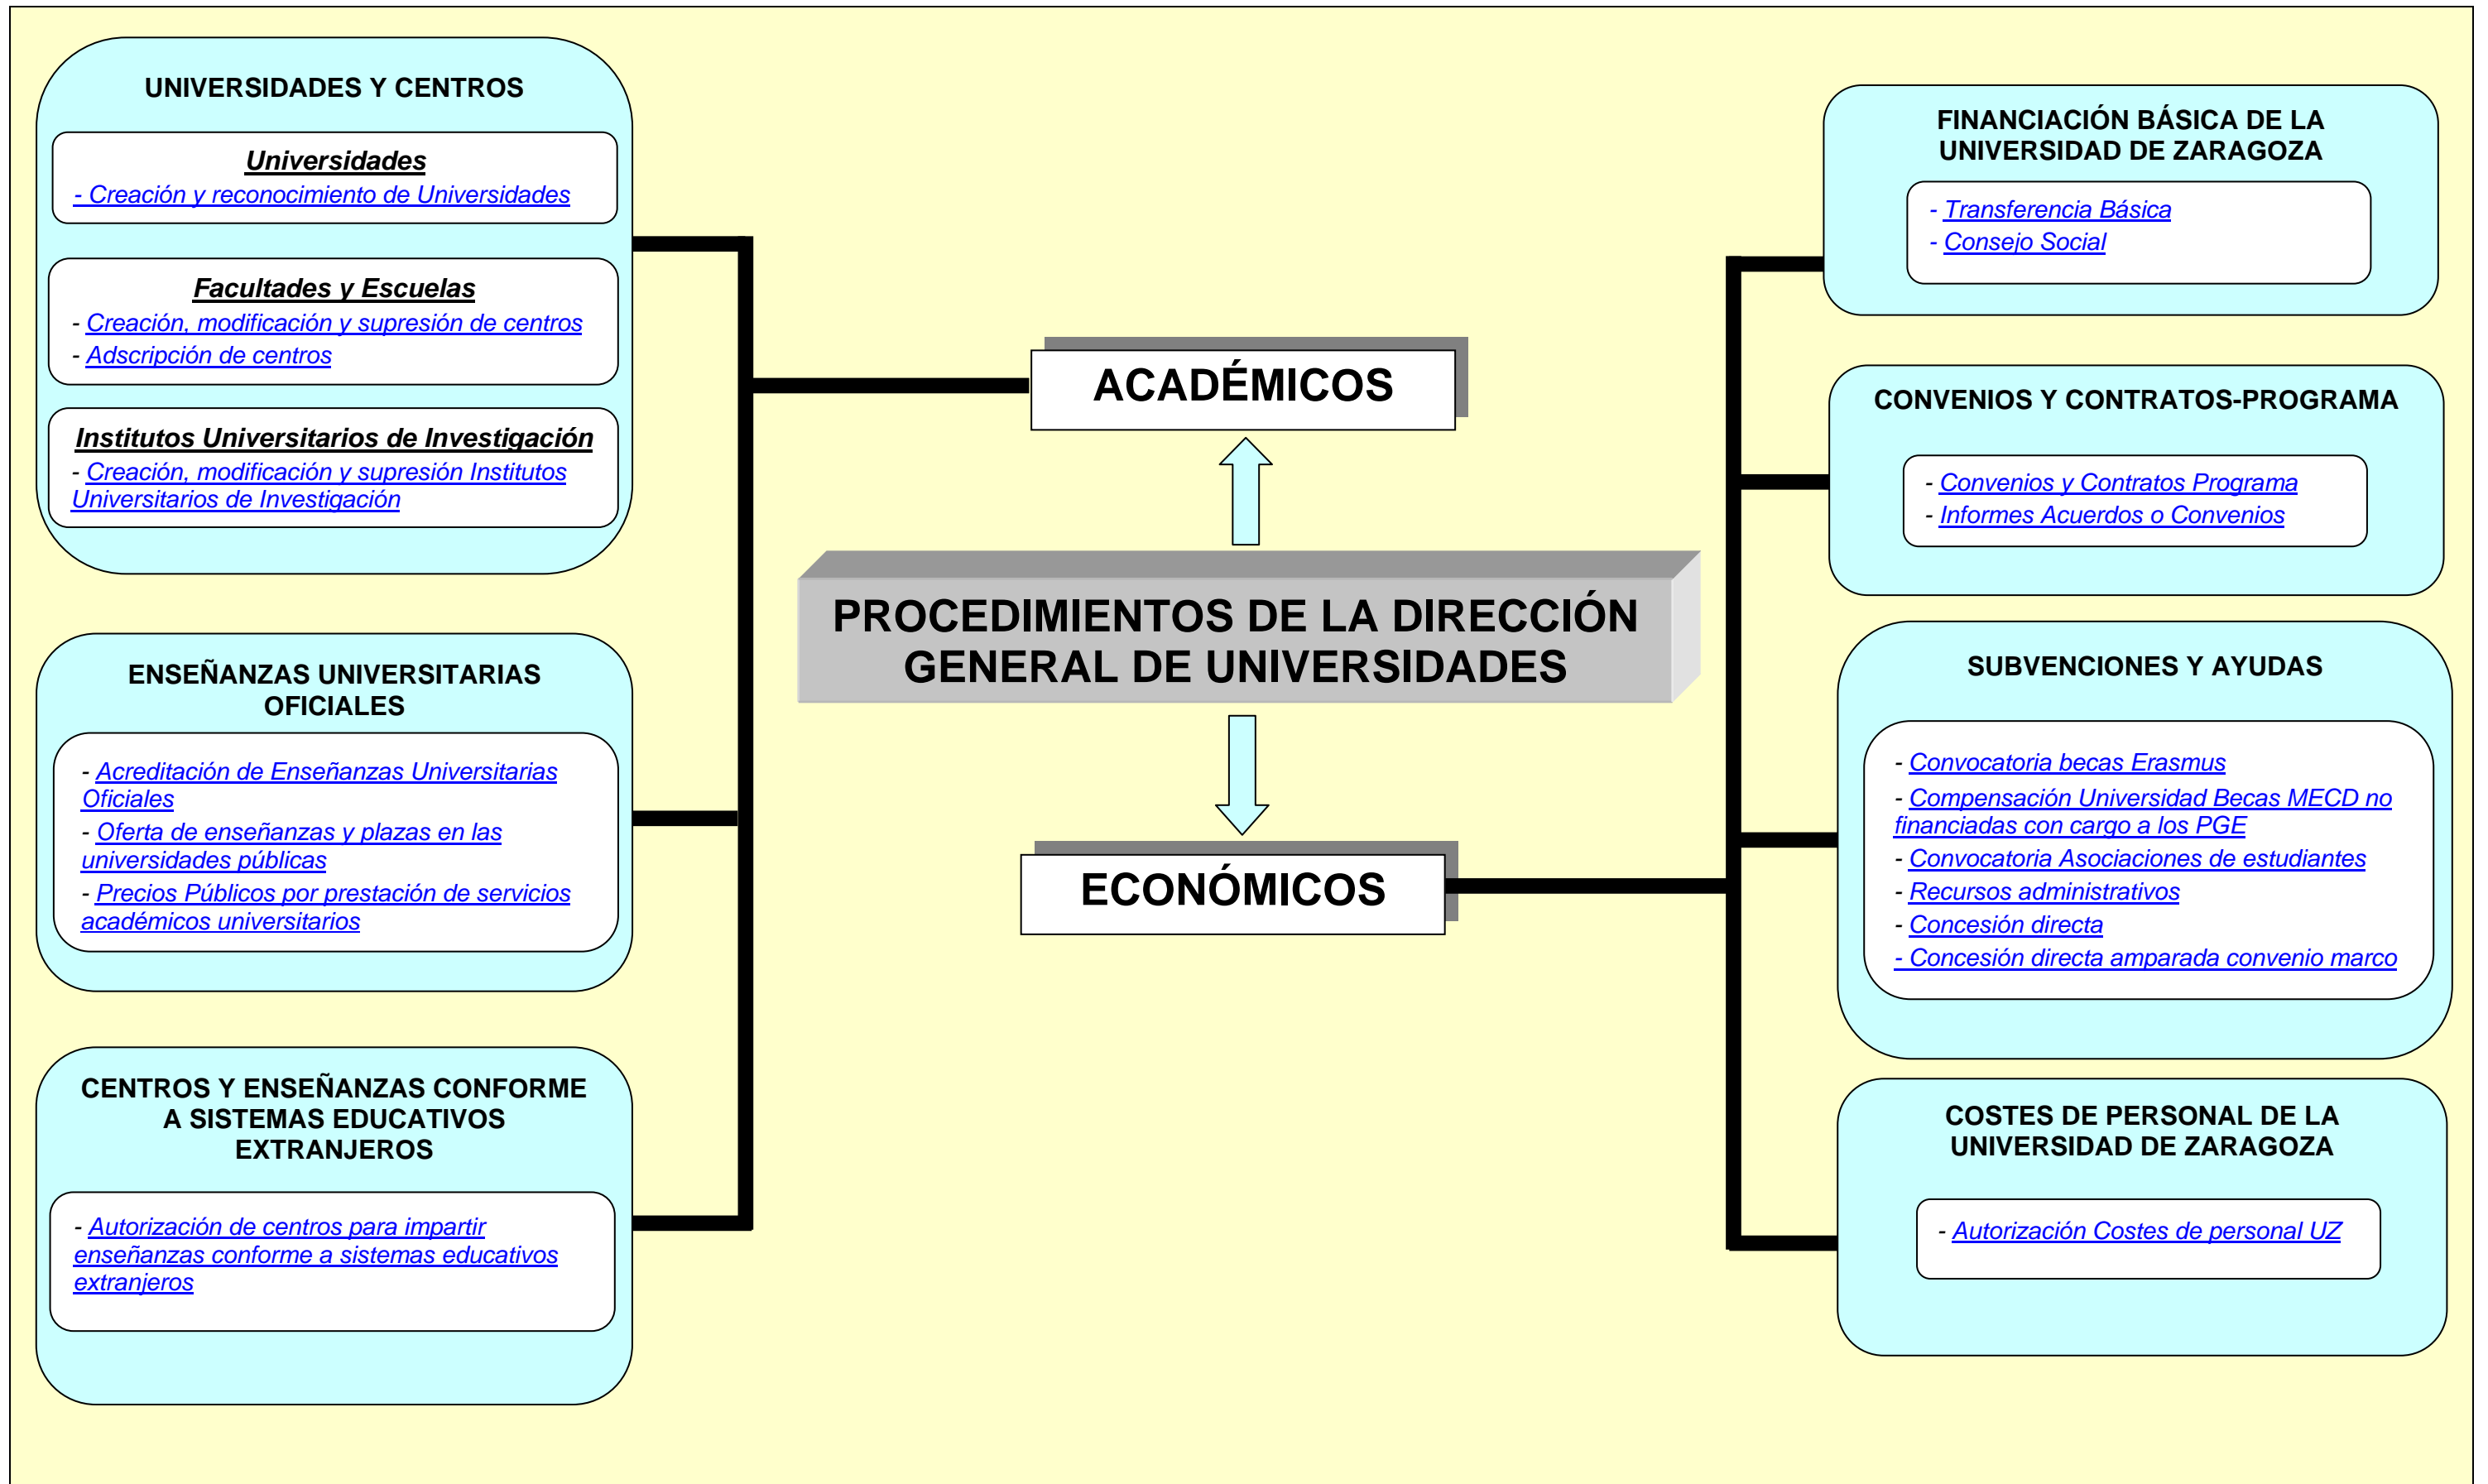 UNIVERSIDADES Y CENTROS
Universidades
- Creación y reconocimiento de Universidades
Facultades y Escuelas
- Creación, modificación y supresión de centros
- Adscripción de centros
Institutos Universitarios de Investigación
- Creación, modificación y supresión Institutos
Universitarios de Investigación
ENSEÑANZAS UNIVERSITARIAS
OFICIALES
- Acreditación de Enseñanzas Universitarias
Oficiales
- Oferta de enseñanzas y plazas en las
universidades públicas
- Precios Públicos por prestación de servicios
académicos universitarios
CENTROS Y ENSEÑANZAS CONFORME
A SISTEMAS EDUCATIVOS
EXTRANJEROS
- Autorización de centros para impartir
enseñanzas conforme a sistemas educativos
extranjeros
ACADÉMICOS
PROCEDIMIENTOS DE LA DIRECCIÓN
GENERAL DE UNIVERSIDADES
ECONÓMICOS
FINANCIACIÓN BÁSICA DE LA
UNIVERSIDAD DE ZARAGOZA
- Transferencia Básica
- Consejo Social
CONVENIOS Y CONTRATOS-PROGRAMA
- Convenios y Contratos Programa
- Informes Acuerdos o Convenios
SUBVENCIONES Y AYUDAS
- Convocatoria becas Erasmus
- Compensación Universidad Becas MECD no
financiadas con cargo a los PGE
- Convocatoria Asociaciones de estudiantes
- Recursos administrativos
- Concesión directa
- Concesión directa amparada convenio marco
COSTES DE PERSONAL DE LA
UNIVERSIDAD DE ZARAGOZA
- Autorización Costes de personal UZ